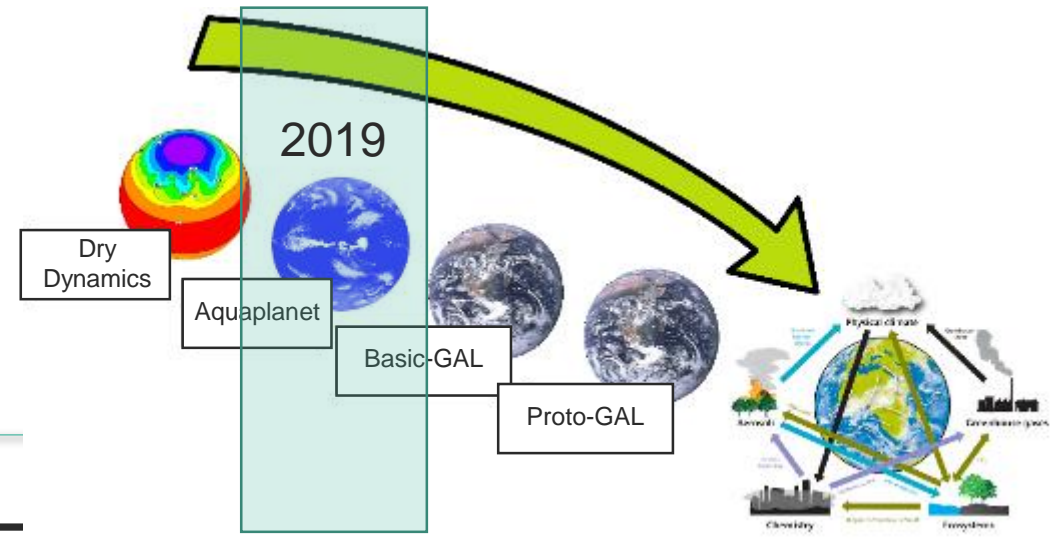 2019
Dry
Dynamics
Aquaplanet
Basic-GAL
Proto-GAL
Physical climate
Aerosols
Greenhouse gases
Chemistry
Ecosystems